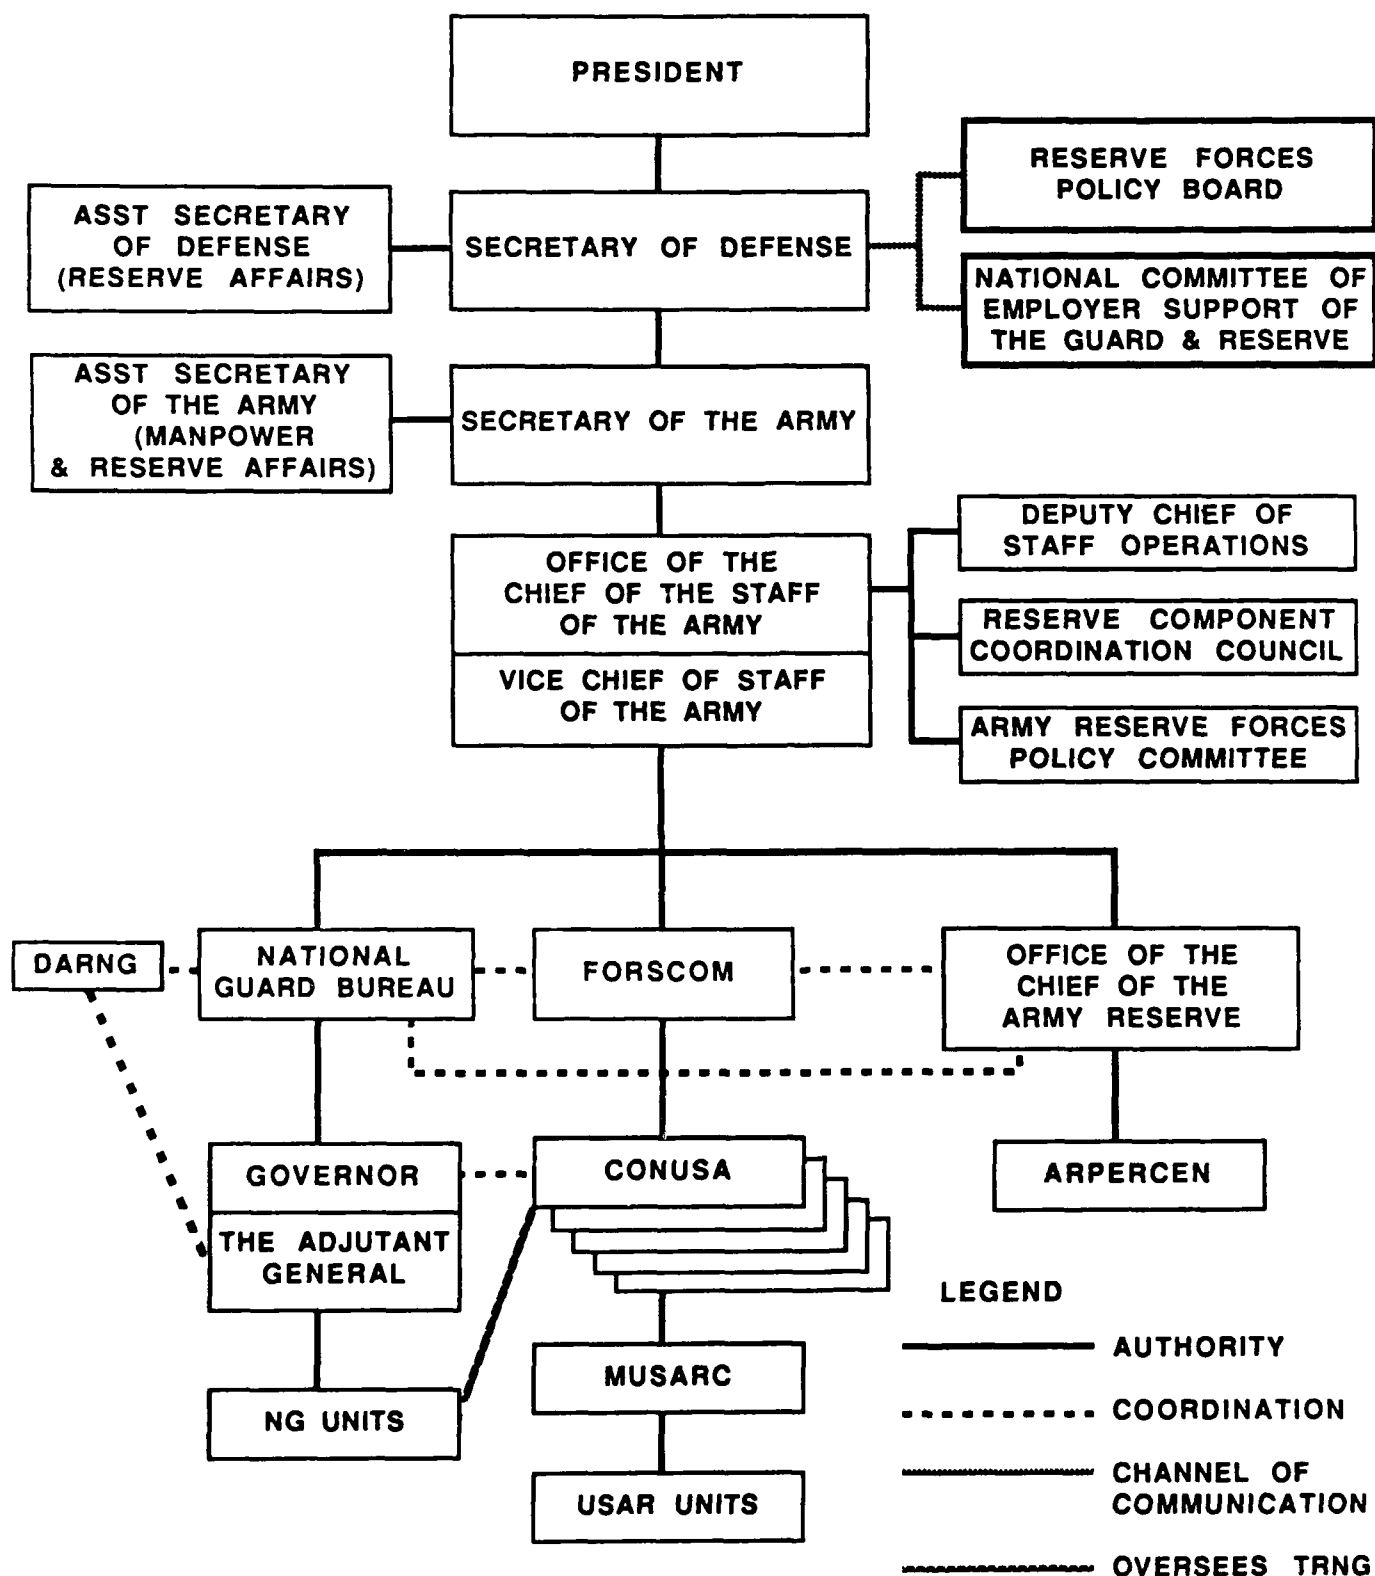 PRESIDENT
RESERVE FORCES
POLICY BOARD
ASST SECRETARY
OF DEFENSE
(RESERVE AFFAIRS)
SECRETARY OF DEFENSE
NATIONAL COMMITTEE OF
EMPLOYER SUPPORT OF
THE GUARD & RESERVE
ASST SECRETARY
OF THE ARMY
(MANPOWER
& RESERVE AFFAIRS)
SECRETARY OF THE ARMY
OFFICE OF THE
CHIEF OF THE STAFF
OF THE ARMY
VICE CHIEF OF STAFF
OF THE ARMY
DEPUTY CHIEF OF
STAFF OPERATIONS
RESERVE COMPONENT
COORDINATION COUNCIL
ARMY RESERVE FORCES
POLICY COMMITTEE
DARNG
NATIONAL
GUARD BUREAU
FORSCOM
OFFICE OF THE
CHIEF OF THE
ARMY RESERVE
GOVERNOR
THE ADJUTANT
GENERAL
CONUSA
ARPERCEN
NG UNITS
MUSARC
USAR UNITS
LEGEND
AUTHORITY
COORDINATION
CHANNEL OF
COMMUNICATION
OVERSEES TRNG